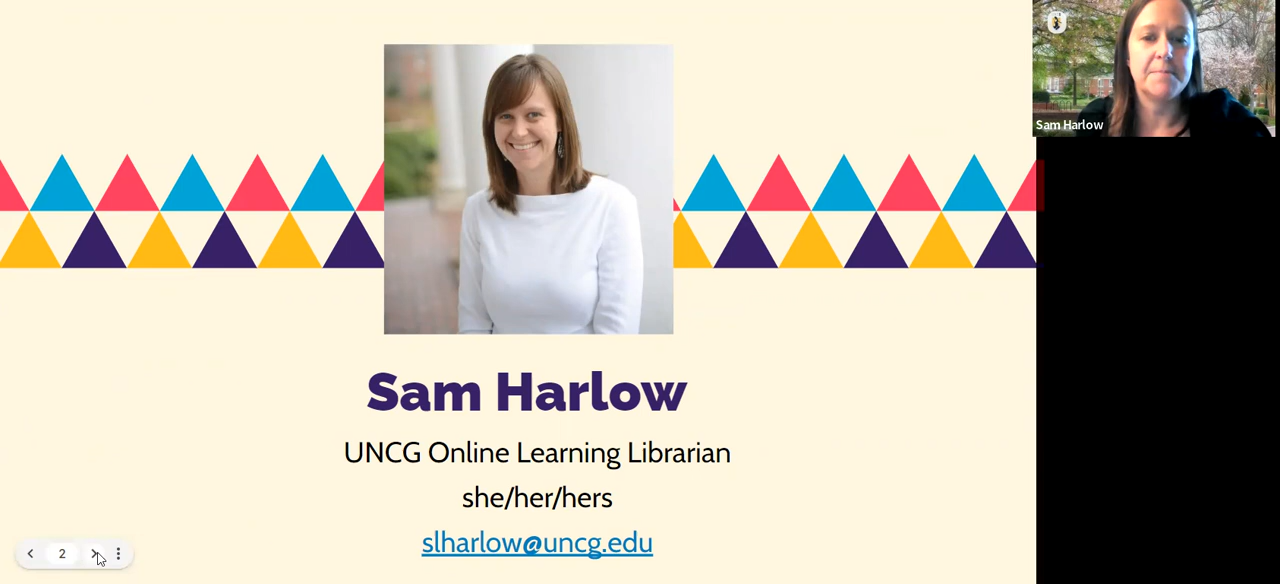 Sam Harlow
Sam Harlow
UNCG Online Learning Librarian
she/her/hers
slharlow@uncg.edu
2